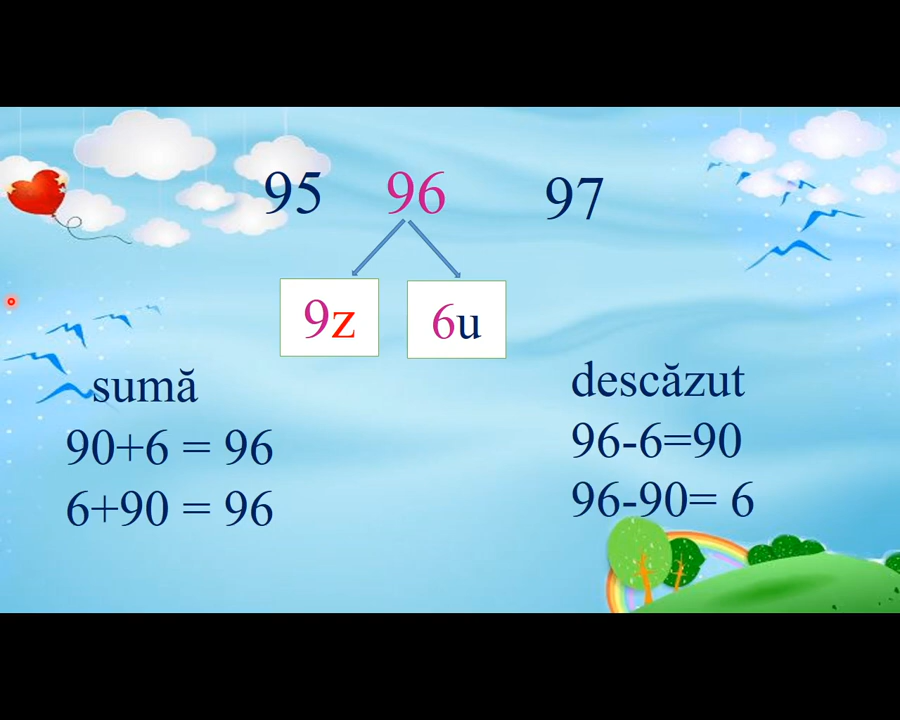 95 96 97
9z 6u
sumă
90+6 = 96
6+90 = 96
descăzut
96-6=90
96-90= 6